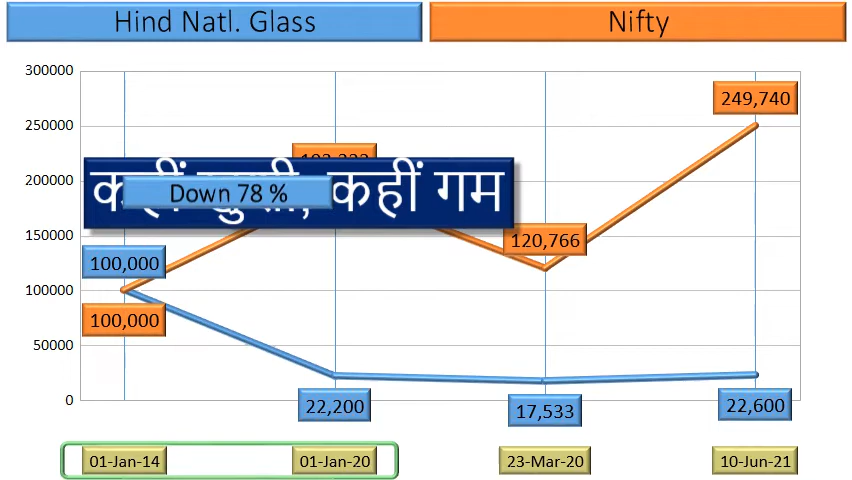 Hind Natl. Glass
Nifty
300000
249,740
250000
200000
कहीं गम
Down 78 %
150000
120,766
100,000
100000
100,000
50000
0
22,200
17,533
22,600
01-Jan-14
01-Jan-20
23-Mar-20
10-Jun-21